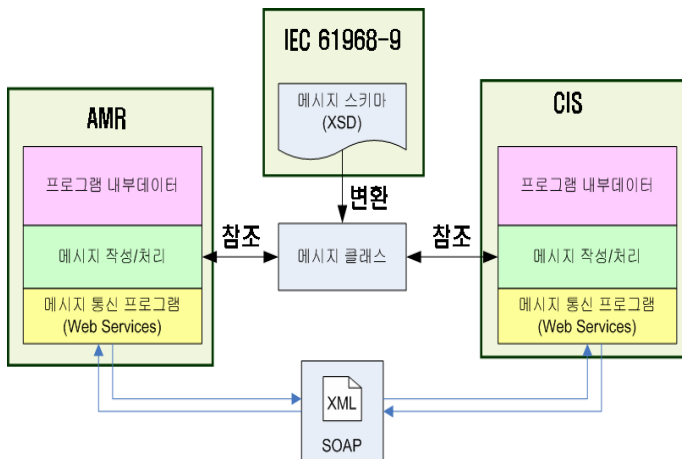 IEC 61968-9
메시지 스키마
(XSD)
AMR
프로그램 내부데이터
메시지 작성/처리
메시지 통신 프로그램
(Web Services)
변환
참조
메시지 클래스
참조
CIS
프로그램 내부데이터
메시지 작성/처리
메시지 통신 프로그램
(Web Services)
XML
SOAP